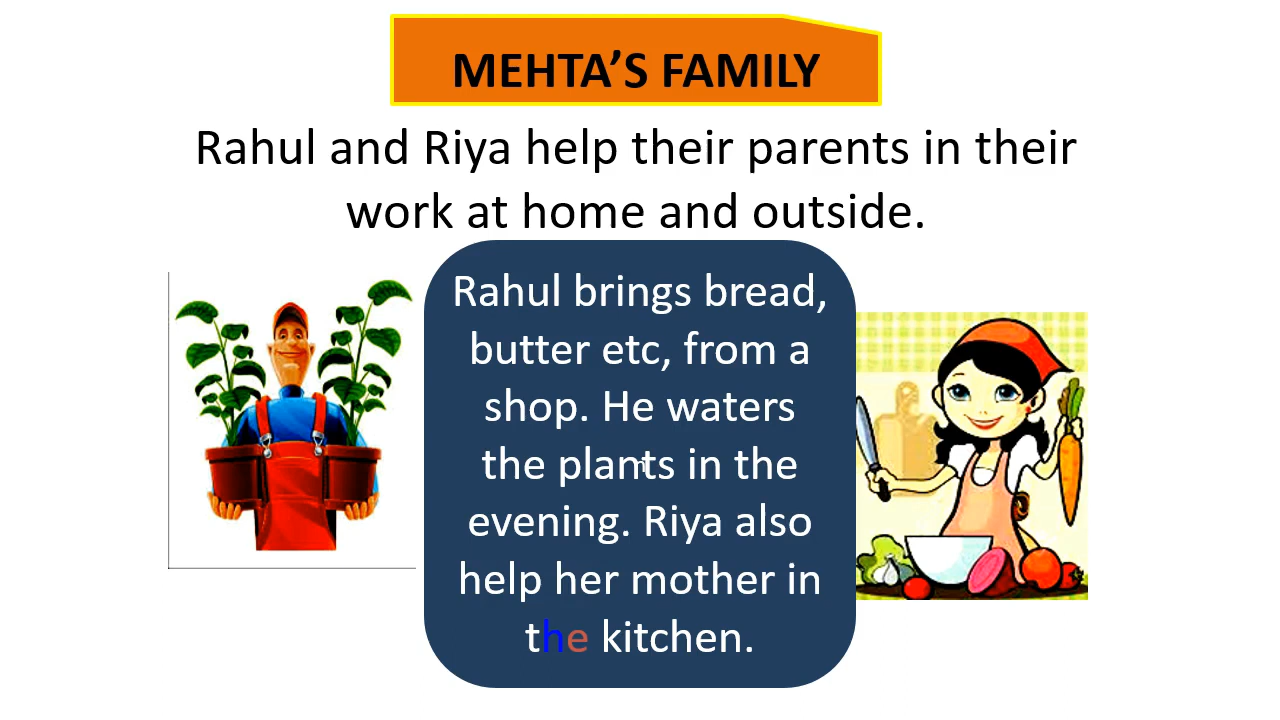 MEHTA’S FAMILY
Rahul and Riya help their parents in their
work at home and outside.
Rahul brings bread,
butter etc, from a
shop. He waters
the plants in the
evening. Riya also
help her mother in
the kitchen.